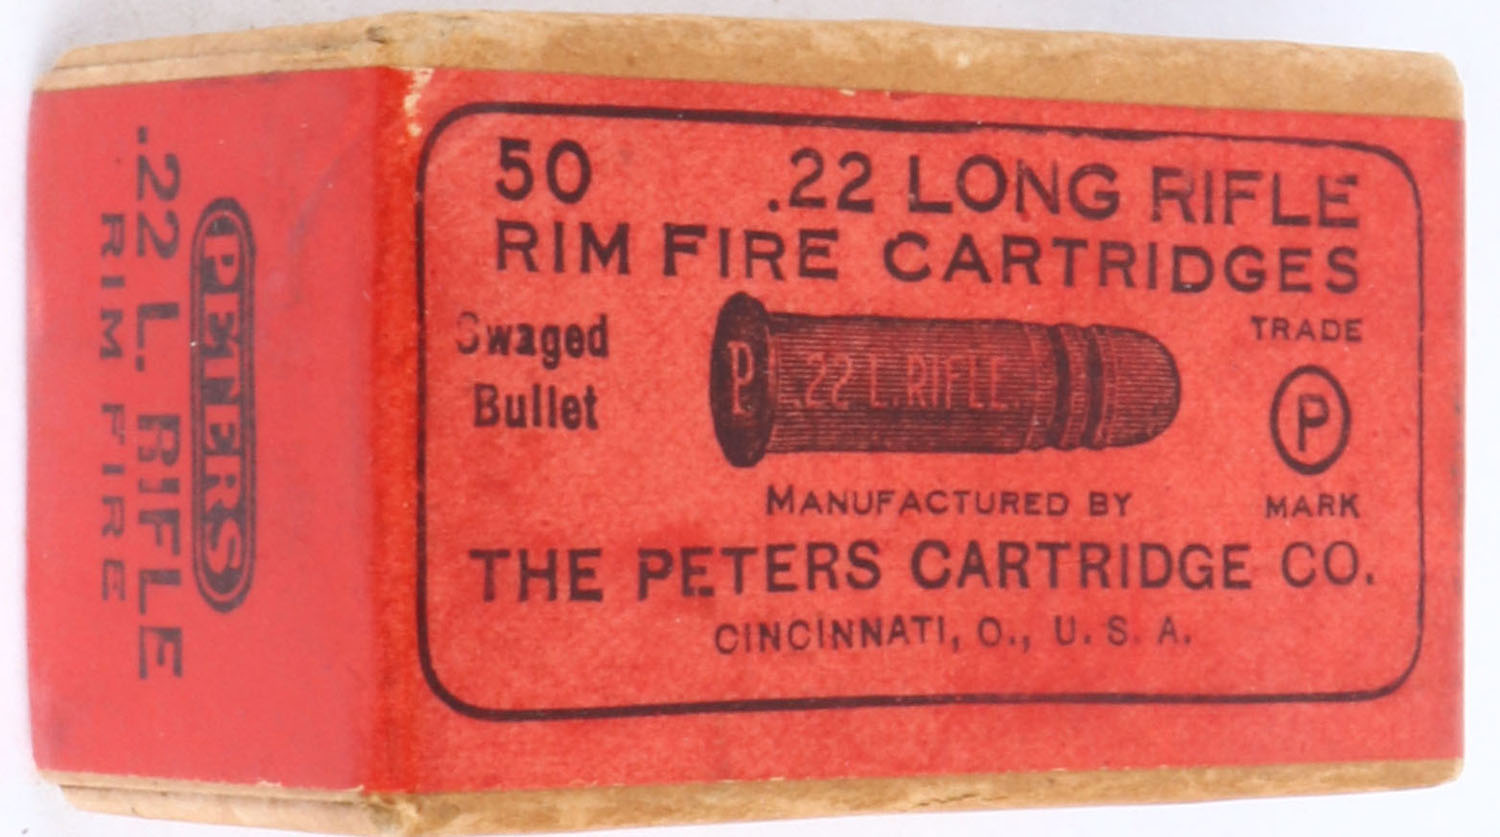 50 .22 LONG RIFLE
RIM FIRE CARTRIDGES
Swaged
Bullet
P .22 L. RIFLE
TRADE
P
MARK
MANUFACTURED BY
THE PETERS CARTRIDGE CO.
CINCINNATI, O., U. S. A.
PETERS
.22 L. RIFLE
RIM FIRE